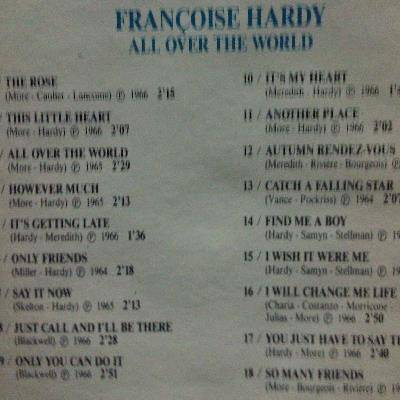 FRANÇOISE HARDY
ALL OVER THE WORLD
/ THE ROSE
(More - Caulier - ) Ⓟ 1966 2'15
/ THIS LITTLE HEART
(More - Hardy) Ⓟ 1966 2'07
/ ALL OVER THE WORLD
(More - Hardy) Ⓟ 1965 2'29
/ HOWEVER MUCH
(More - Hardy) Ⓟ 1965 2'13
/ IT'S GETTING LATE
(Hardy - Meredith) Ⓟ 1966 1'36
/ ONLY FRIENDS
(Miller - Hardy) Ⓟ 1964 2'18
/ SAY IT NOW
(Skelton - Hardy) Ⓟ 1965 2'13
/ JUST CALL AND I'LL BE THERE
(Blackwell) Ⓟ 1966 2'28
/ ONLY YOU CAN DO IT
(Blackwell) Ⓟ 1966 2'51
10 / IT'S MY HEART
(Meredith - Hardy) Ⓟ 1966
11 / ANOTHER PLACE
(More - Hardy) Ⓟ 1966 2'02
12 / AUTUMN RENDEZ-VOUS
(Meredith - Rivière - Bourgeois) Ⓟ
13 / CATCH A FALLING STAR
(Vance - Pockriss) Ⓟ 1964 2'07
14 / FIND ME A BOY
(Hardy - Samyn - Stellman) Ⓟ
15 / I WISH IT WERE ME
(Hardy - Samyn - Stellman) Ⓟ
16 / I WILL CHANGE ME LIFE
(Charia - Costanzo - Morricone -
Julias - More) Ⓟ 1966 2'50
17 / YOU JUST HAVE TO SAY
(Hardy - More) Ⓟ 1966 2'40
18 / SO MANY FRIENDS
(More - Bourgeois - Rivière) Ⓟ